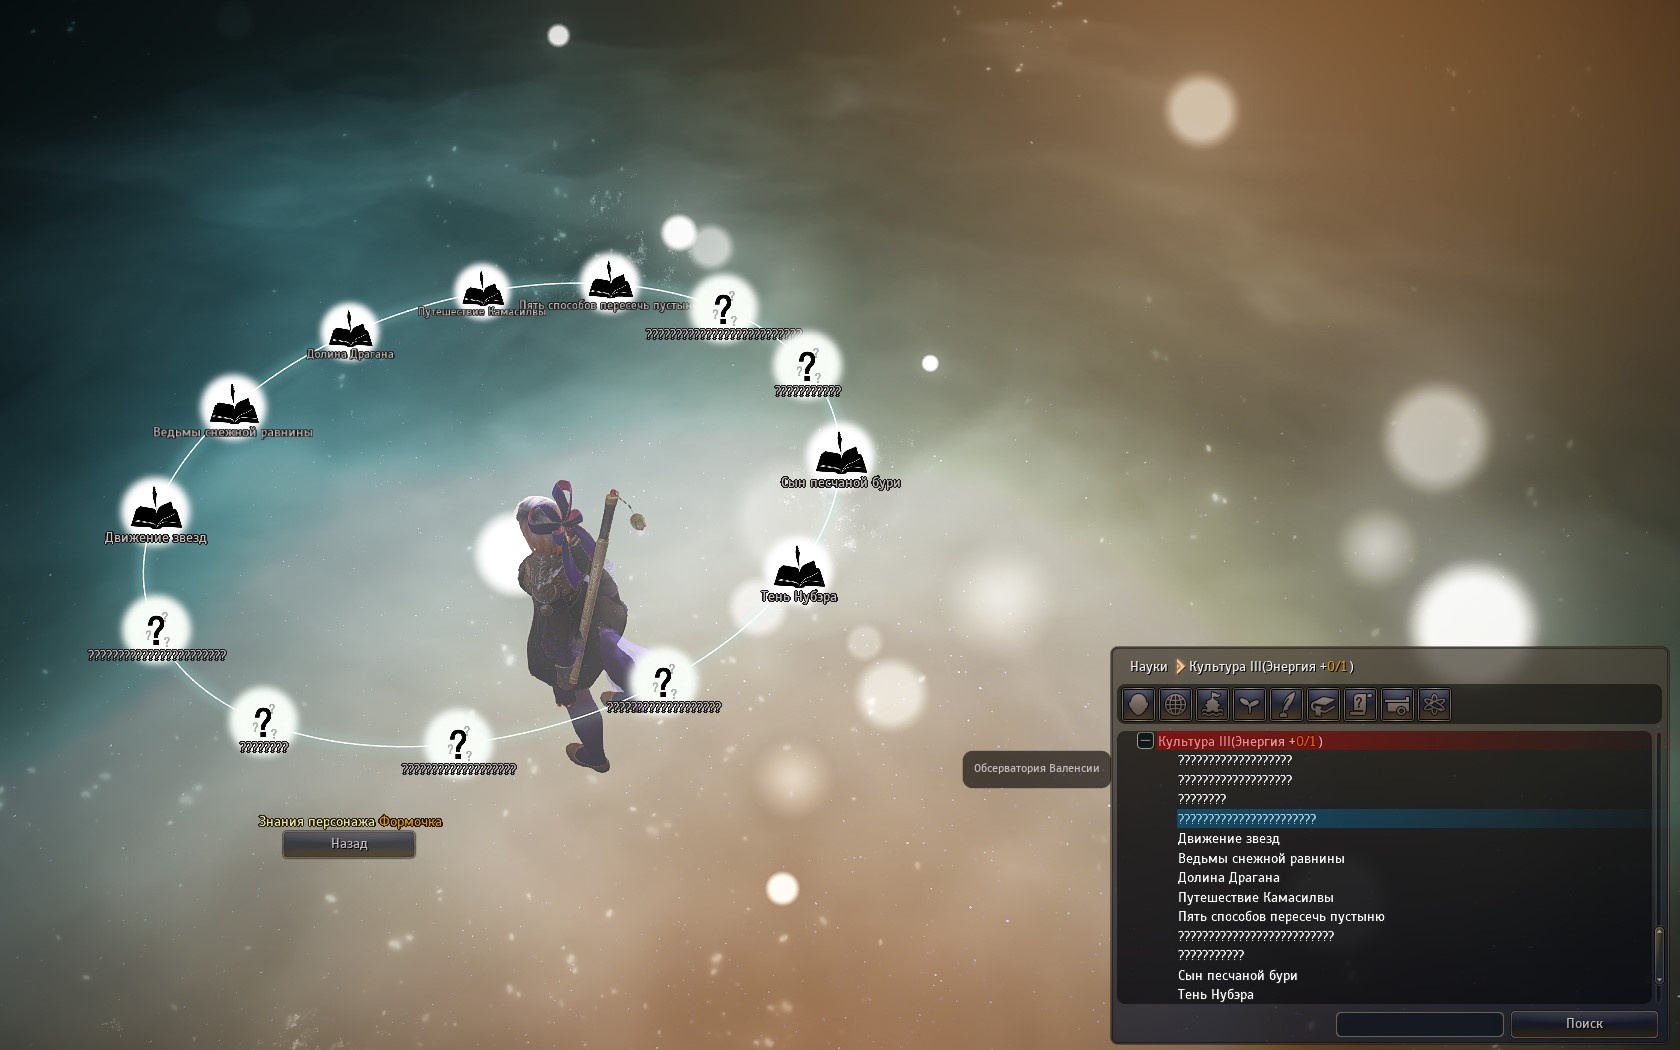 Путешествие Камасилвы
Пять способов пересечь пустын
??????????????????????????
Долина Драгана
???????????
Ведьмы снежной равнины
Сын песчаной бури
Движение звезд
Тень Нубэра
???????????????????????
???????????????????
????????
???????????????????
Знания персонажа Формочка
Назад
Обсерватория Валенсии
Науки Культура III(Энергия +0/1 )
Культура III(Энергия +0/1 )
???????????????????
???????????????????
????????
???????????????????????
Движение звезд
Ведьмы снежной равнины
Долина Драгана
Путешествие Камасилвы
Пять способов пересечь пустыню
??????????????????????????
???????????
Сын песчаной бури
Тень Нубэра
Поиск